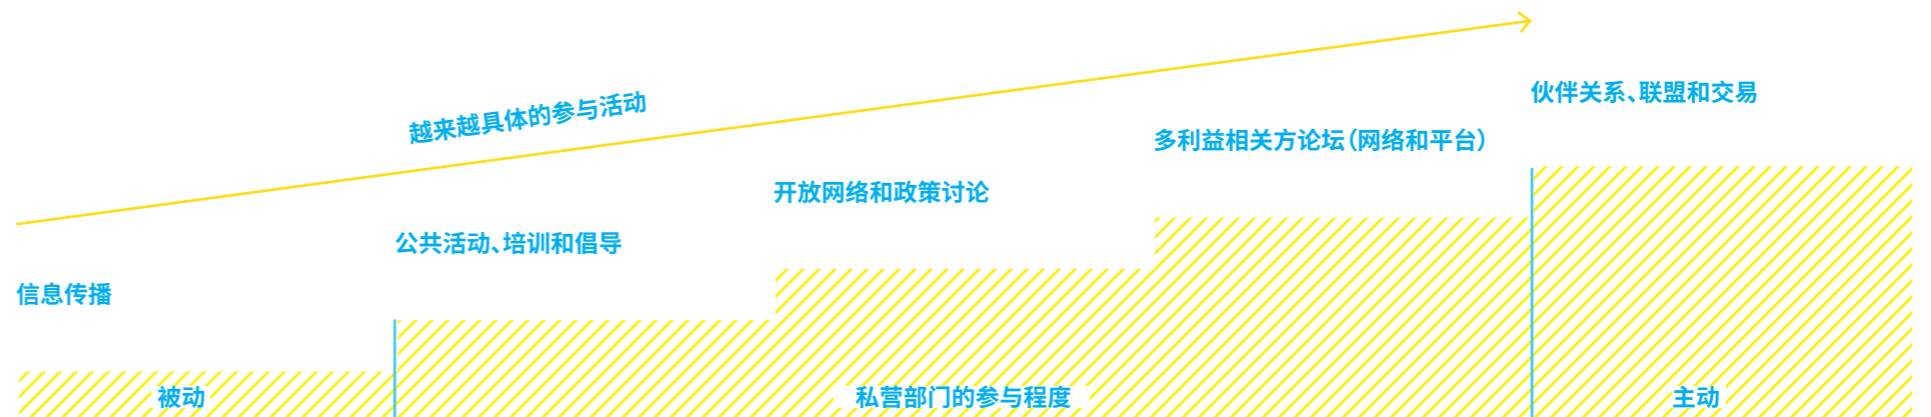 越来越具体的参与活动
伙伴关系、联盟和交易
多利益相关方论坛（网络和平台）
开放网络和政策讨论
公共活动、培训和倡导
信息传播
被动
私营部门的参与程度
主动